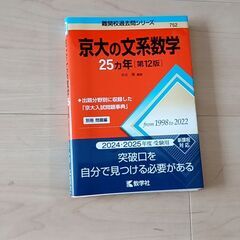 難関校過去問シリーズ
752
京大の文系数学
25カ年[第12版]
●出題分野別に収録した
「京大入試問題事典」
別冊 問題編
from 1998 to 2022
2024・2025年度 受験用
突破口を
自分で見つける必要がある
教学社